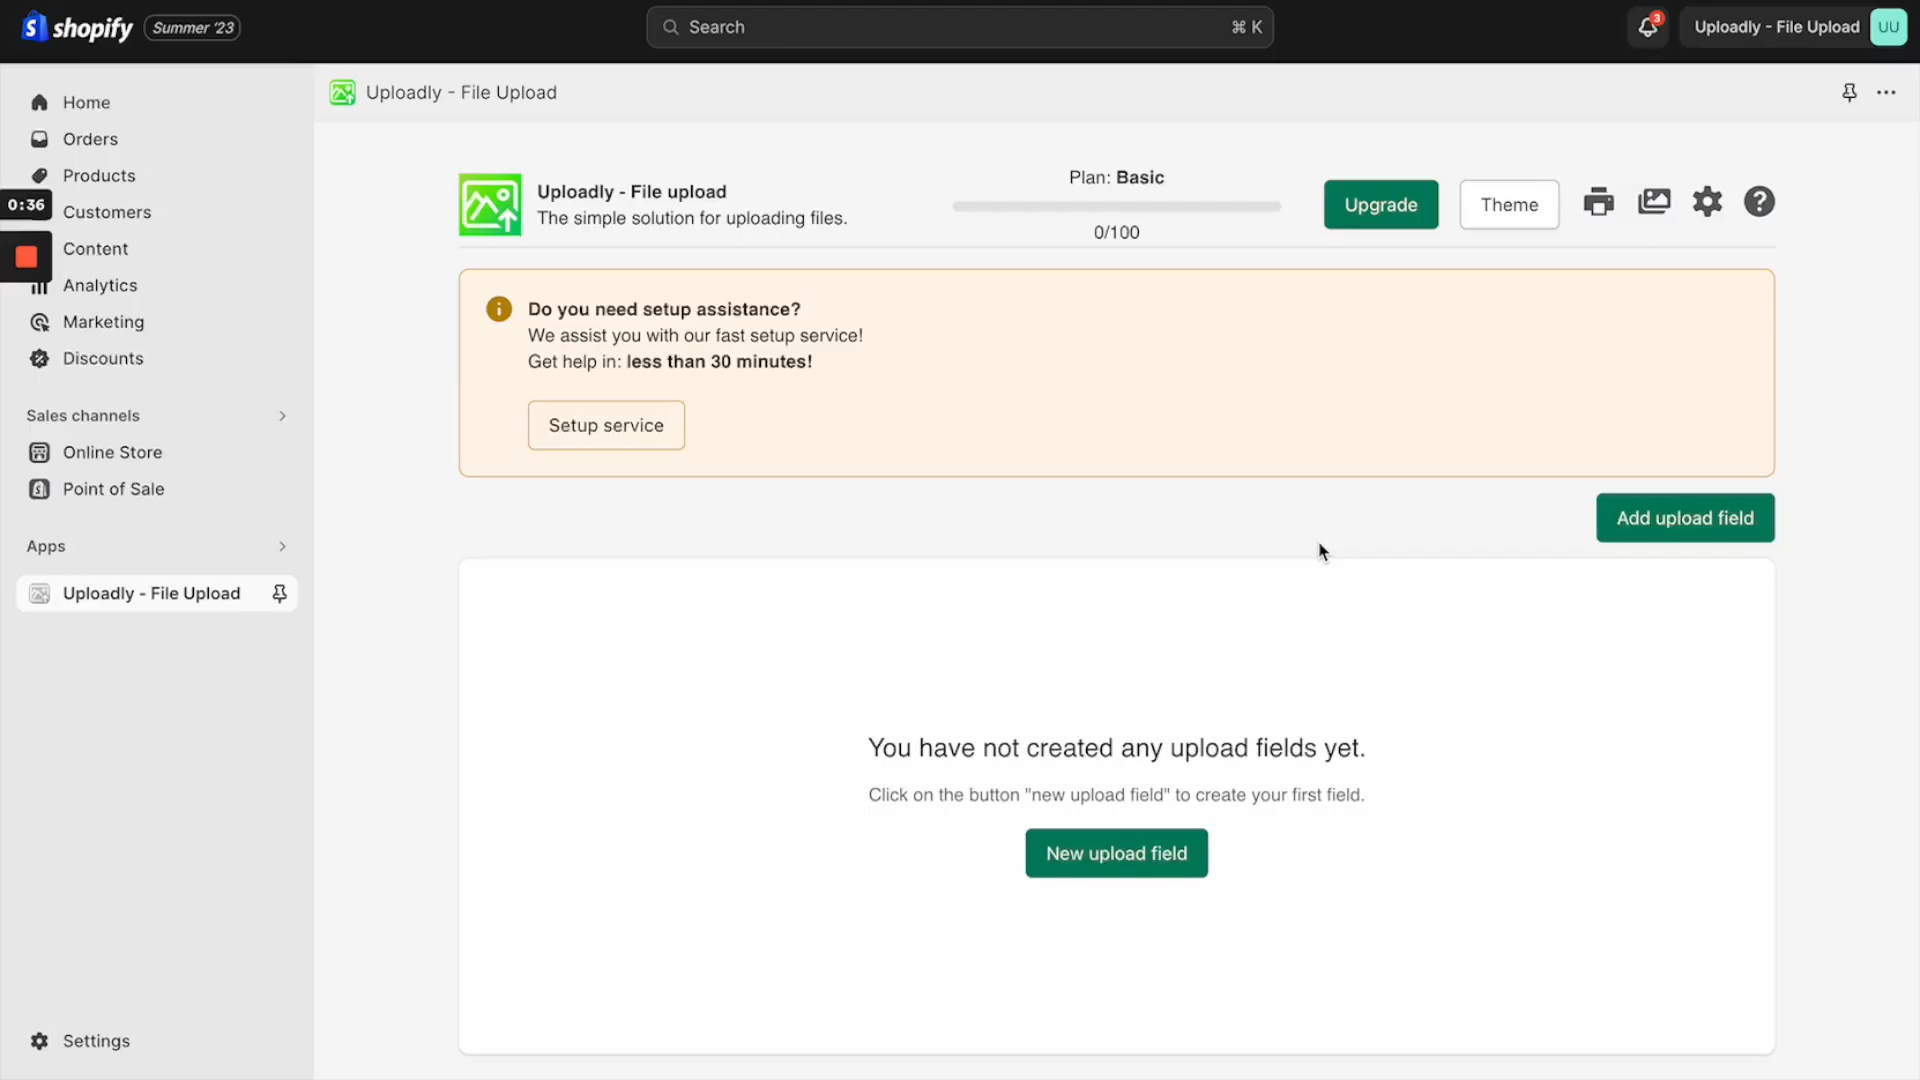 shopify Summer '23
Search ⌘ K
3
Uploadly - File Upload UU
Home
Orders
Products
Customers
Content
Analytics
Marketing
Discounts
0:36
Sales channels
Online Store
Point of Sale
Apps
Uploadly - File Upload
Settings
Uploadly - File Upload
Uploadly - File upload
The simple solution for uploading files.
Plan: Basic
0/100
Upgrade
Theme
Do you need setup assistance?
We assist you with our fast setup service!
Get help in: less than 30 minutes!
Setup service
Add upload field
You have not created any upload fields yet.
Click on the button "new upload field" to create your first field.
New upload field